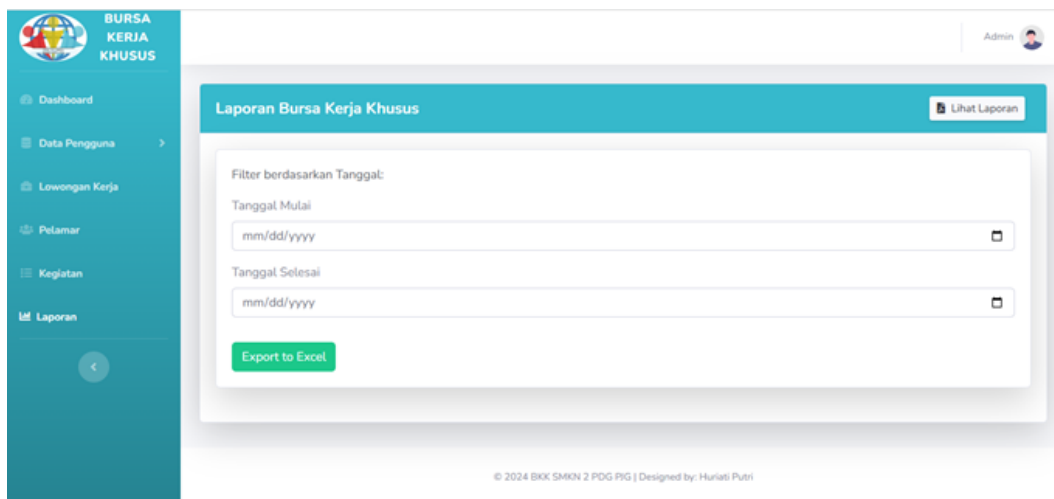 BURSA
KERJA
KHUSUS
Admin
Dashboard
Data Pengguna
Lowongan Kerja
Pelamar
Kegiatan
Laporan
Laporan Bursa Kerja Khusus
Lihat Laporan
Filter berdasarkan Tanggal:
Tanggal Mulai
mm/dd/yyyy
Tanggal Selesai
mm/dd/yyyy
Export to Excel
© 2024 BKK SMKN 2 PDG PJG | Designed by: Huriati Putri